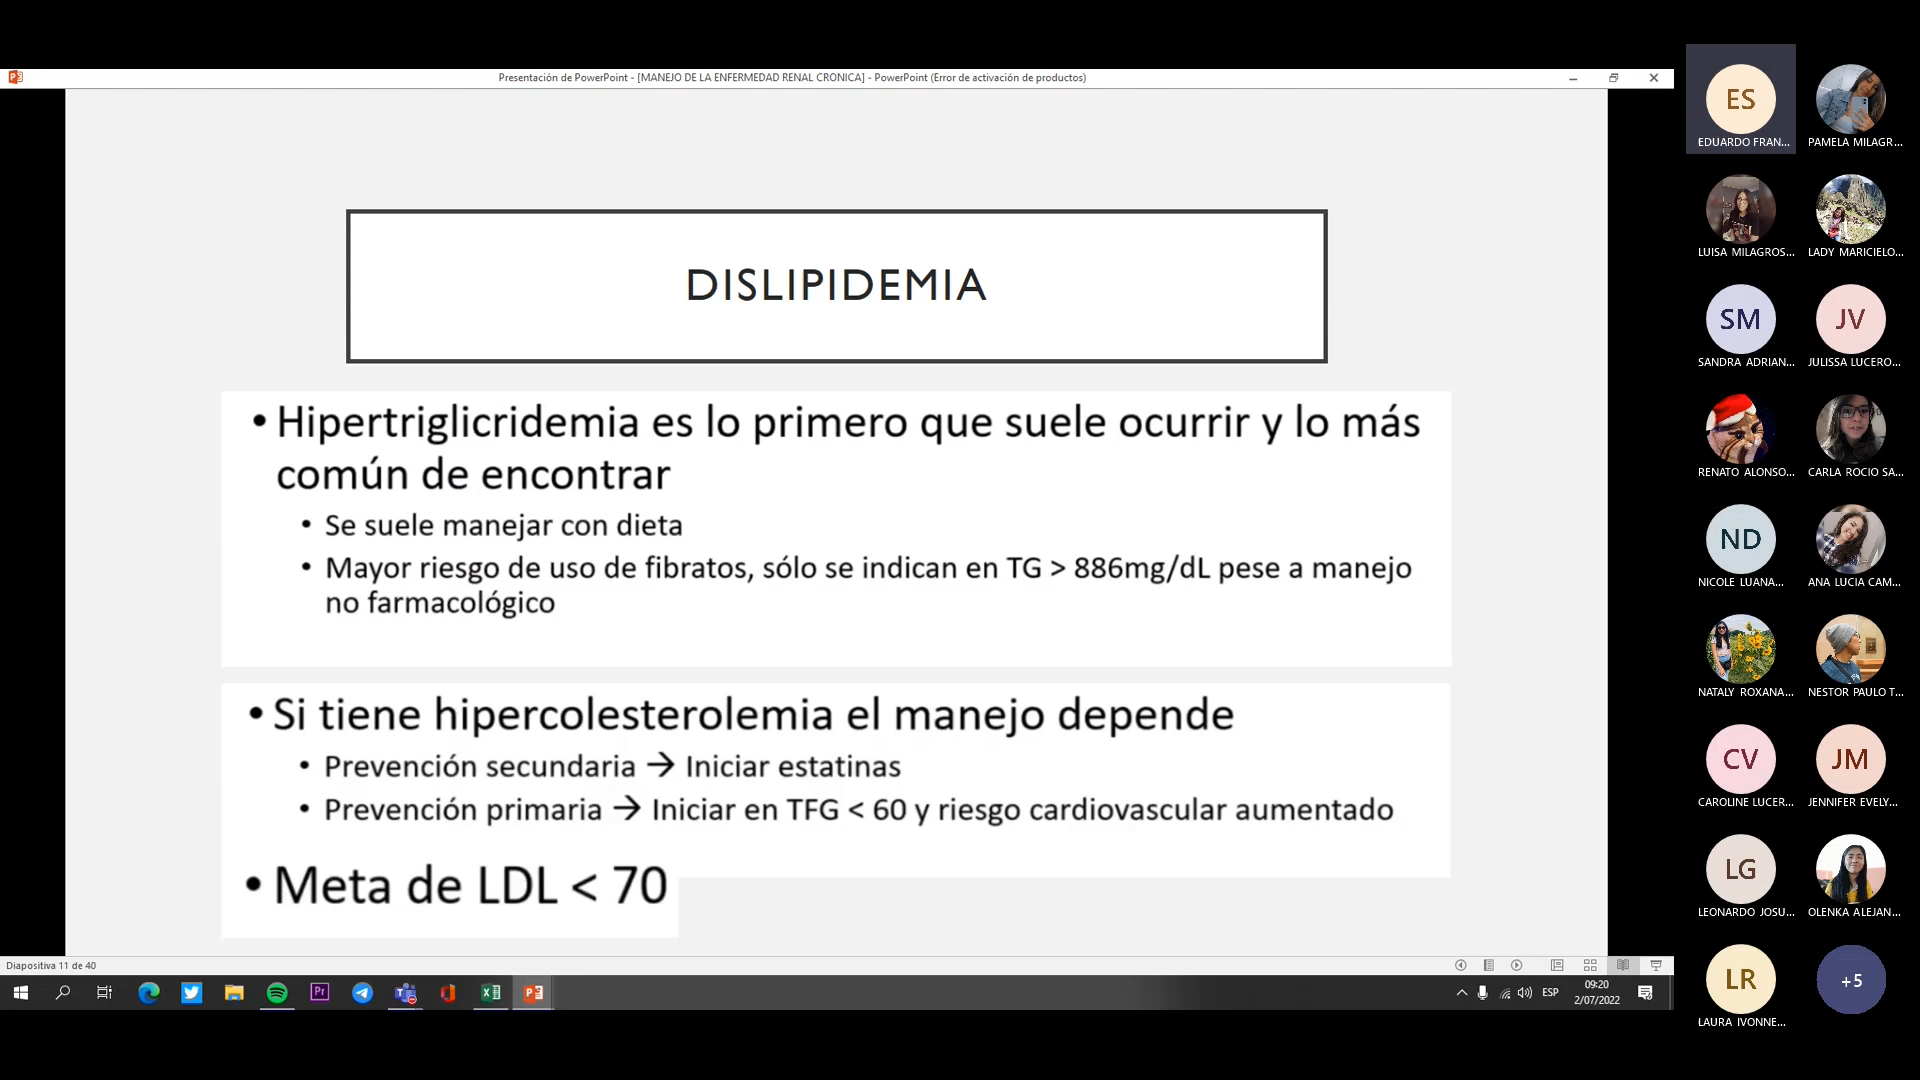 Presentación de PowerPoint - [MANEJO DE LA ENFERMEDAD RENAL CRONICA] - PowerPoint (Error de activación de productos)
DISLIPIDEMIA
• Hipertriglicridemia es lo primero que suele ocurrir y lo más
común de encontrar
• Se suele manejar con dieta
• Mayor riesgo de uso de fibratos, sólo se indican en TG > 886mg/dL pese a manejo
no farmacológico
• Si tiene hipercolesterolemia el manejo depende
• Prevención secundaria → Iniciar estatinas
• Prevención primaria → Iniciar en TFG < 60 y riesgo cardiovascular aumentado
• Meta de LDL < 70
Diapositiva 11 de 40
Pr
ESP
09:20
2/07/2022
ES
EDUARDO FRAN...
PAMELA MILAGR...
LUISA MILAGROS...
LADY MARICIELO...
SM
SANDRA ADRIAN...
JV
JULISSA LUCERO...
RENATO ALONSO...
CARLA ROCIO SA...
ND
NICOLE LUANA...
ANA LUCIA CAM...
NATALY ROXANA...
NESTOR PAULO T...
CV
CAROLINE LUCER...
JM
JENNIFER EVELY...
LG
LEONARDO JOSU...
OLENKA ALEJAN...
LR
LAURA IVONNE...
+5